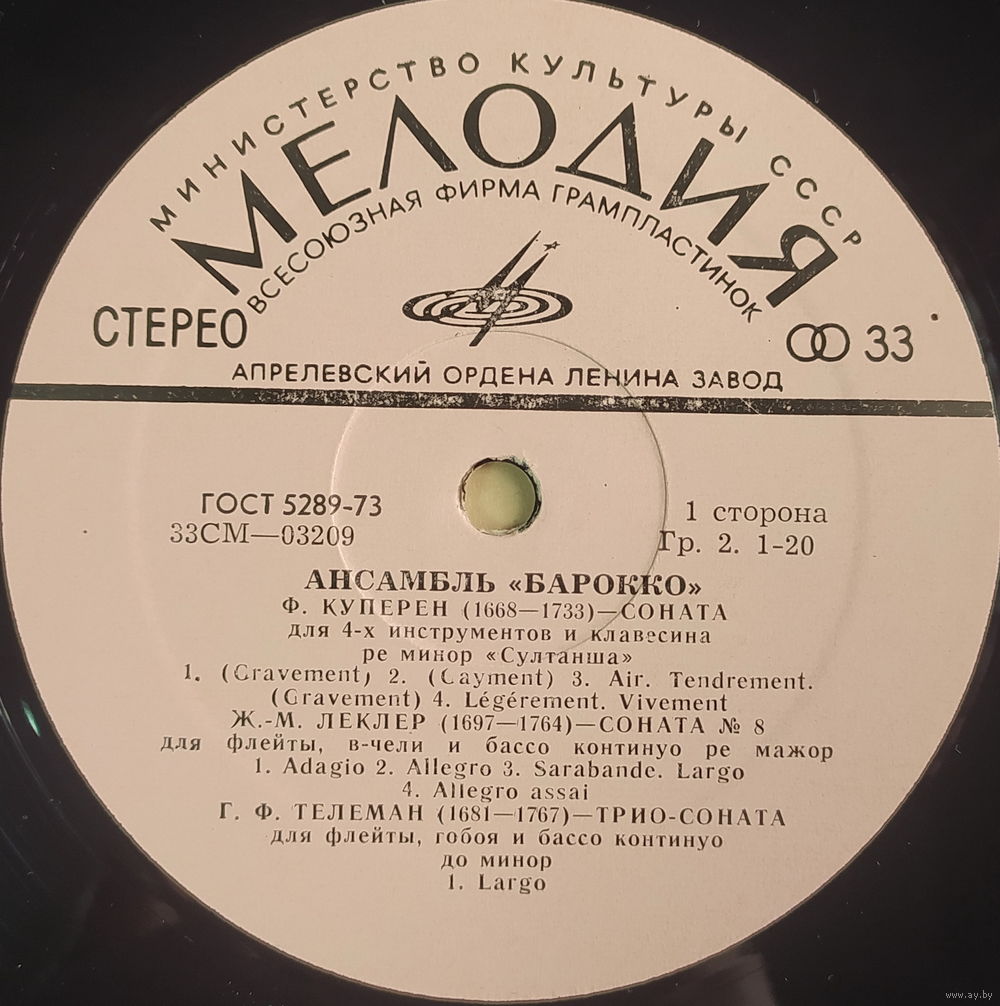 МИНИСТЕРСТВО КУЛЬТУРЫ СССР
МЕЛОДИЯ
ВСЕСОЮЗНАЯ ФИРМА ГРАМПЛАСТИНОК
СТЕРЕО
33
АПРЕЛЕВСКИЙ ОРДЕНА ЛЕНИНА ЗАВОД
ГОСТ 5289-73
33СМ—03209
1 сторона
Гр. 2. 1-20
АНСАМБЛЬ «БАРОККО»
Ф. КУПЕРЕН (1668—1733)—СОНАТА
для 4-х инструментов и клавесина
ре минор «Султанша»
1. (Gravement) 2. (Gayment) 3. Air. Tendrement.
(Gravement) 4. Légérement. Vivement
Ж.-М. ЛЕКЛЕР (1697—1764)—СОНАТА № 8
для флейты, в-чели и бассо континуо ре мажор
1. Adagio 2. Allegro 3. Sarabande. Largo
4. Allegro assai
Г. Ф. ТЕЛЕМАН (1681—1767)—ТРИО-СОНАТА
для флейты, гобоя и бассо континуо
до минор
1. Largo
www.ay.by